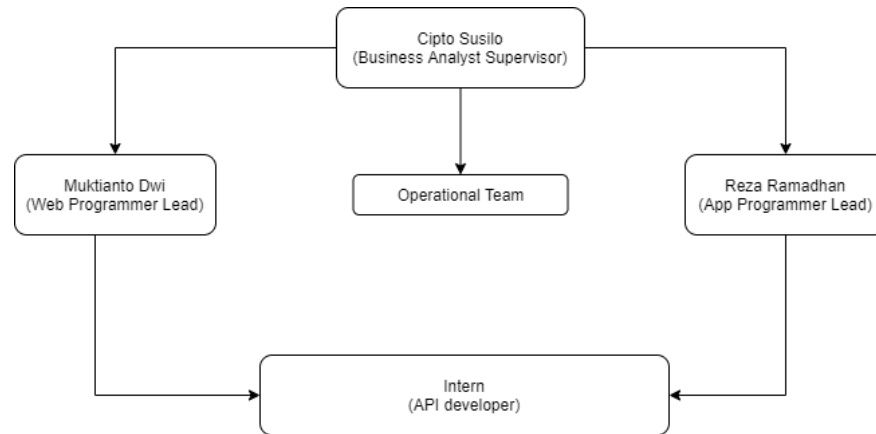 Cipto Susilo
(Business Analyst Supervisor)
Muktianto Dwi
(Web Programmer Lead)
Operational Team
Reza Ramadhan
(App Programmer Lead)
Intern
(API developer)